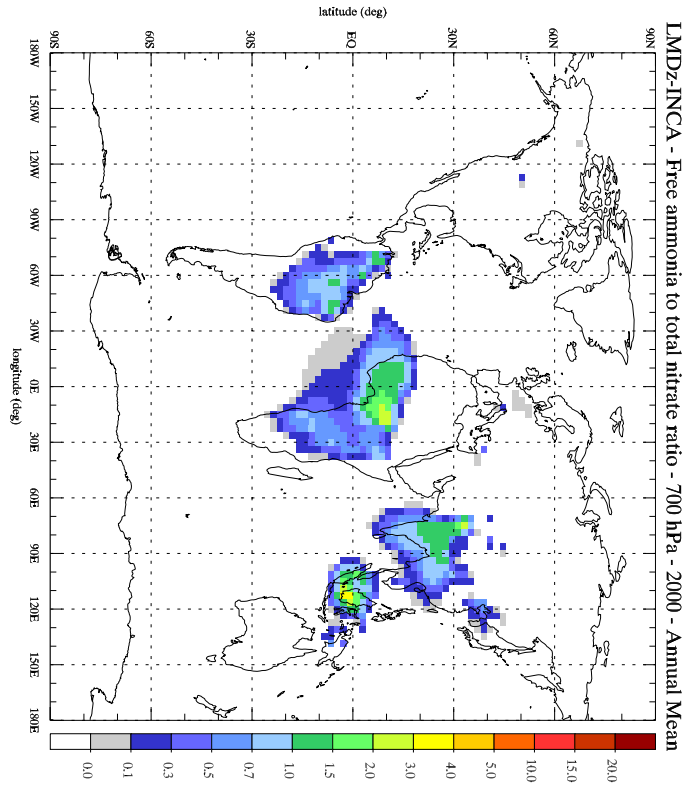 LMDz-INCA - Free ammonia to total nitrate ratio - 700 hPa - 2000 - Annual Mean
90N
60N
30N
EQ
30S
60S
90S
latitude (deg)
180W
150W
120W
90W
60W
30W
0E
30E
60E
90E
120E
150E
180E
longitude (deg)
0.0
0.1
0.3
0.5
0.7
1.0
1.5
2.0
3.0
4.0
5.0
10.0
15.0
20.0